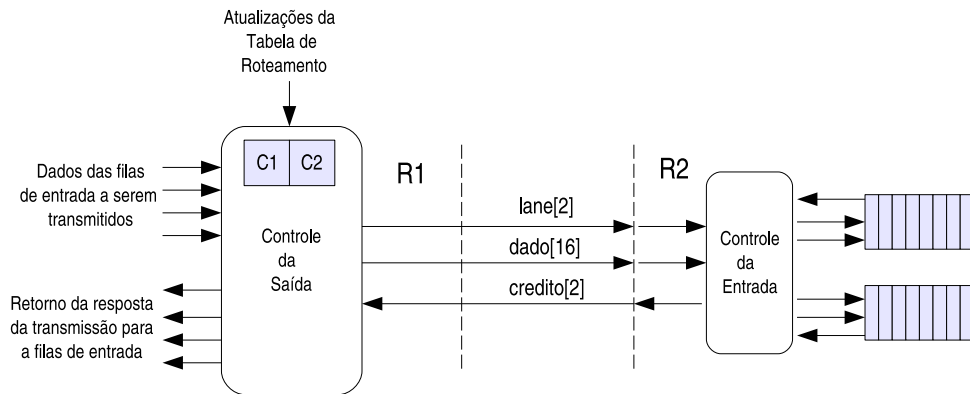 Atualizações da
Tabela de
Roteamento
C1 C2
Dados das filas
de entrada a serem
transmitidos
Controle
da
Saída
Retorno da resposta
da transmissão para
a filas de entrada
R1
R2
lane[2]
dado[16]
credito[2]
Controle
da
Entrada